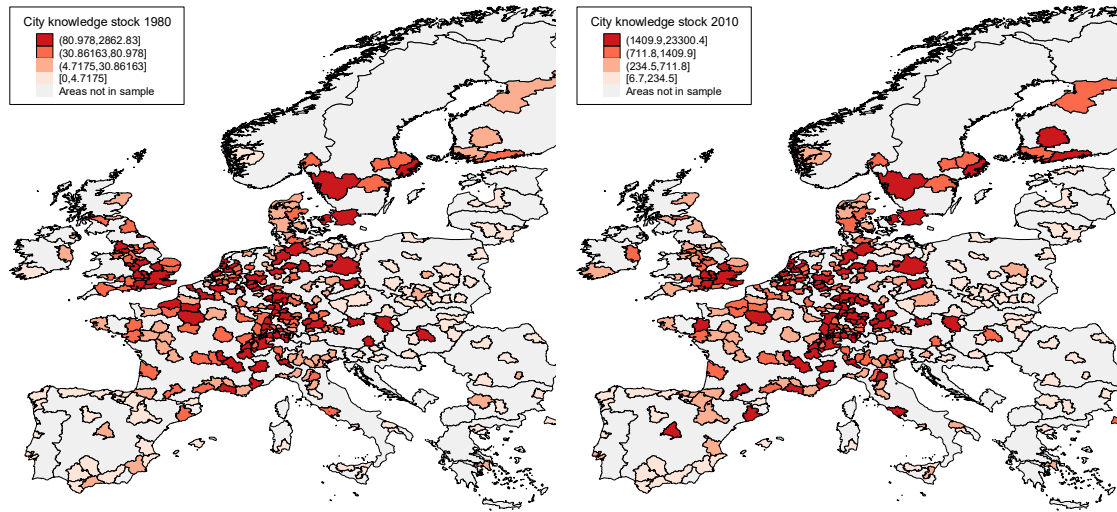 City knowledge stock 1980
(80.978,2862.83]
(30.86163,80.978]
(4.7175,30.86163]
[0,4.7175]
Areas not in sample
City knowledge stock 2010
(1409.9,23300.4]
(711.8,1409.9]
(234.5,711.8]
[6.7,234.5]
Areas not in sample